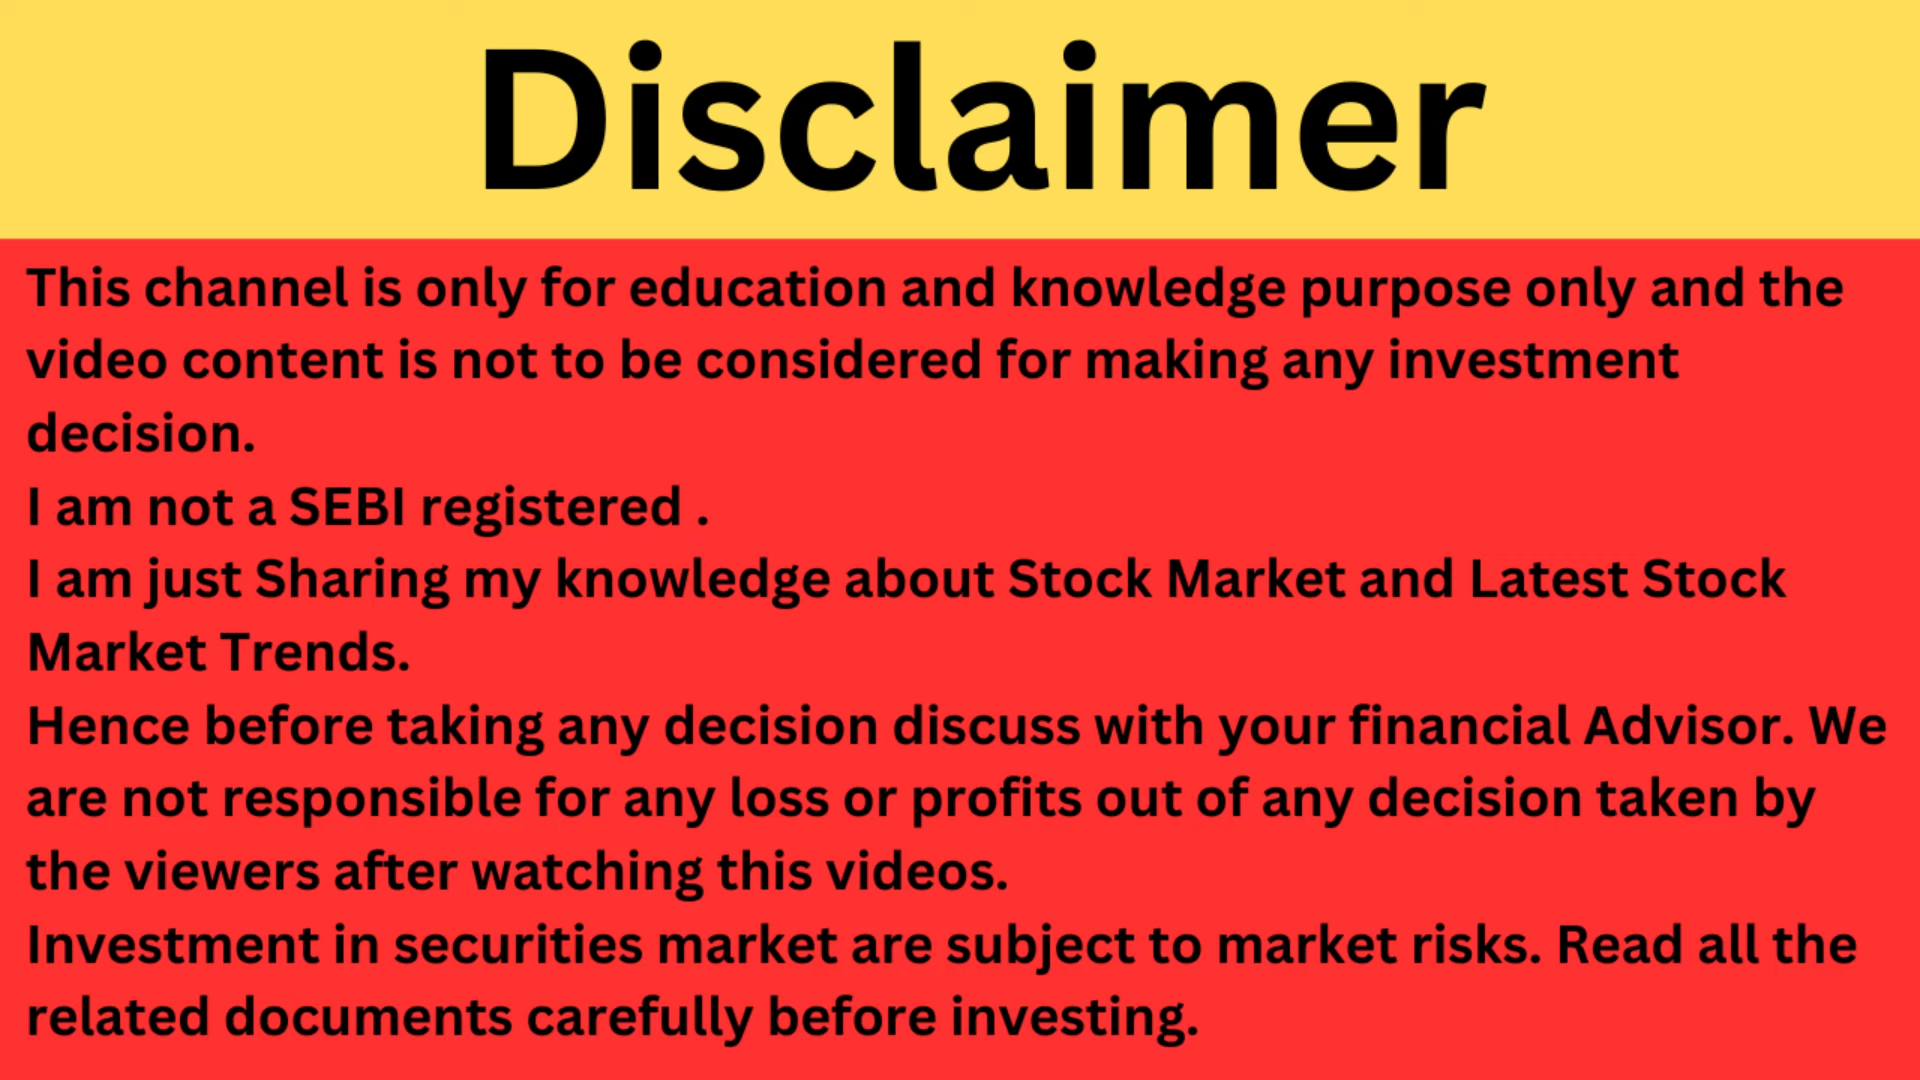 Disclaimer
This channel is only for education and knowledge purpose only and the
video content is not to be considered for making any investment
decision.
I am not a SEBI registered .
I am just Sharing my knowledge about Stock Market and Latest Stock
Market Trends.
Hence before taking any decision discuss with your financial Advisor. We
are not responsible for any loss or profits out of any decision taken by
the viewers after watching this videos.
Investment in securities market are subject to market risks. Read all the
related documents carefully before investing.